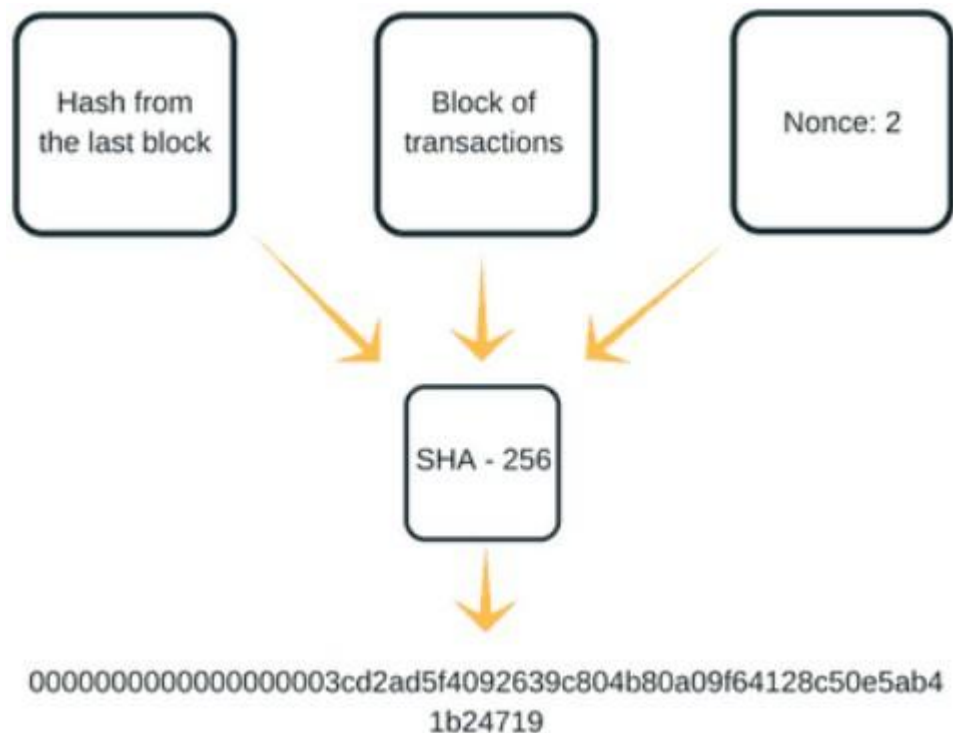 Hash from
the last block
Block of
transactions
Nonce: 2
SHA - 256
0000000000000000003cd2ad5f4092639c804b80a09f64128c50e5ab4
1b24719